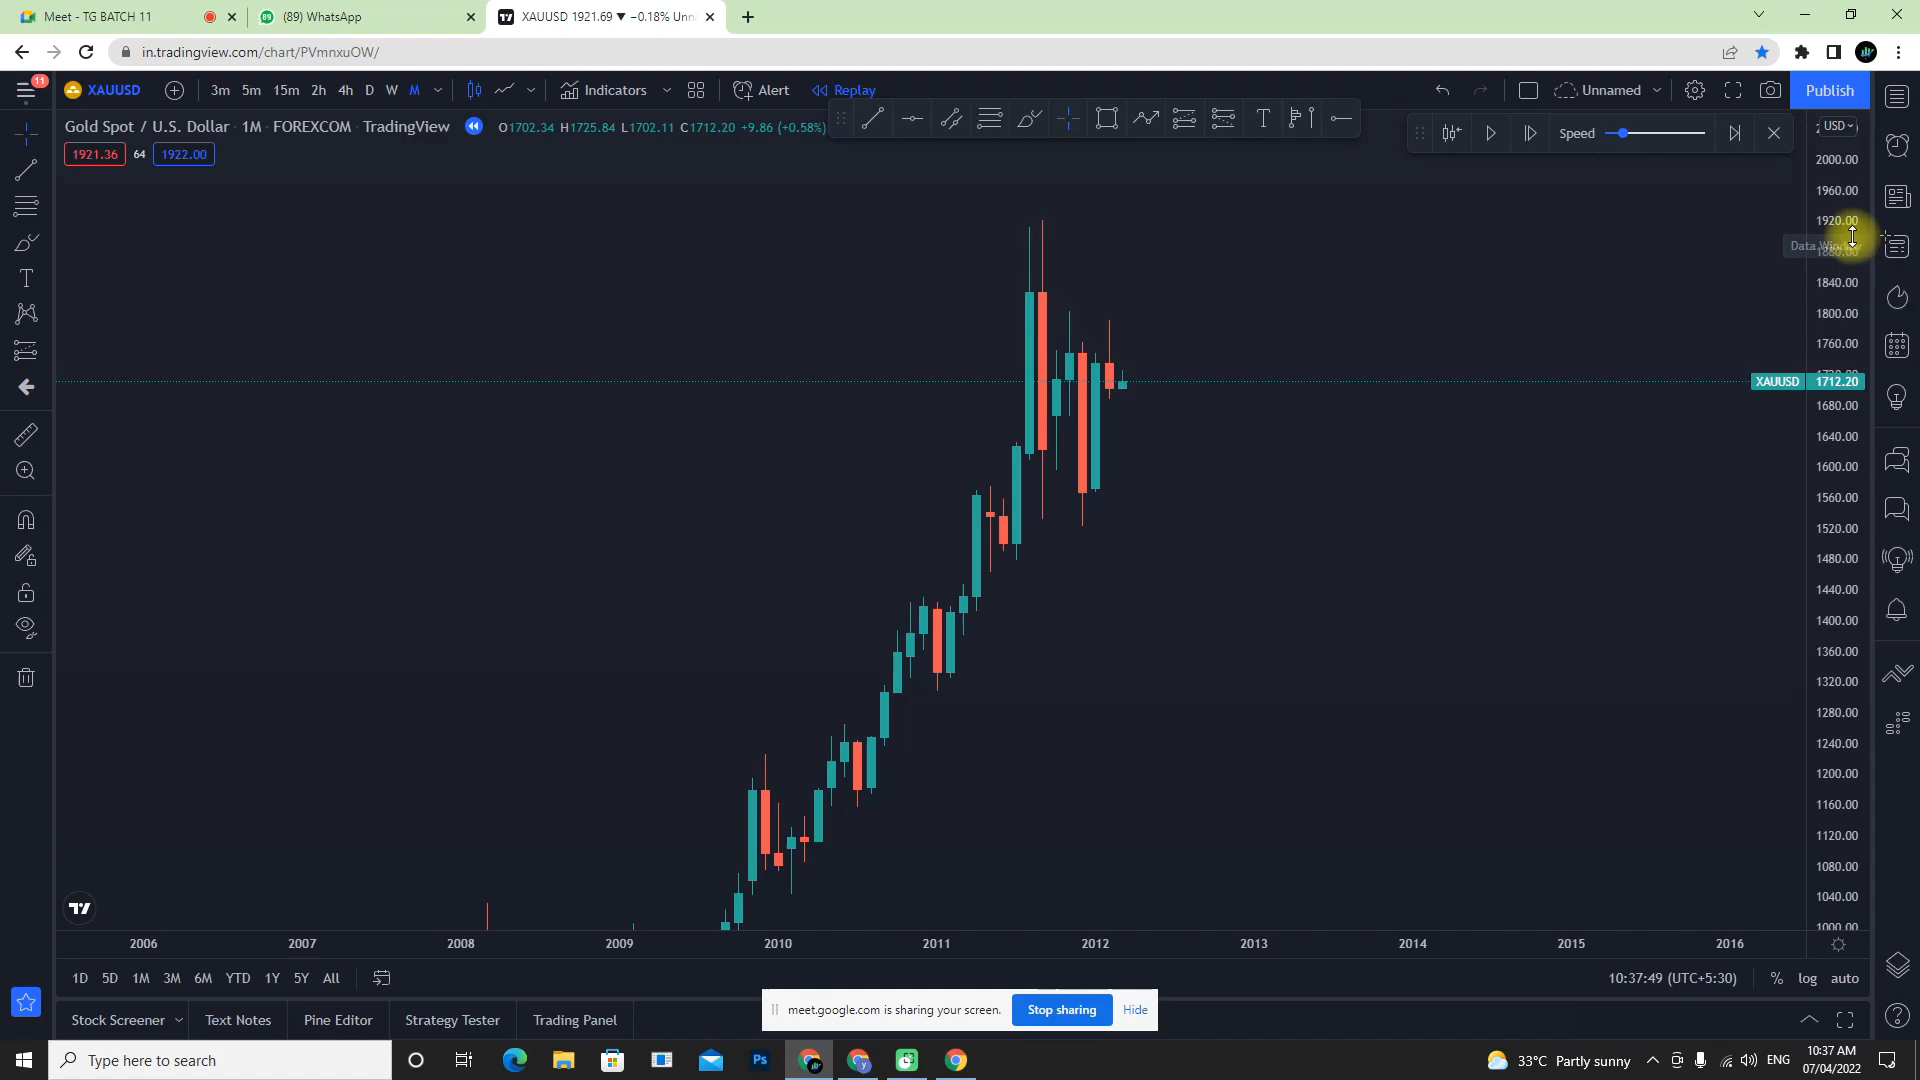 Meet - TG BATCH 11
(89) WhatsApp
XAUUSD 1921.69 ▼ −0.18% Unn
in.tradingview.com/chart/PVmnxuOW/
11
XAUUSD
3m 5m 15m 2h 4h D W M
Indicators
Alert
Replay
Unnamed
Publish
Gold Spot / U.S. Dollar · 1M · FOREXCOM · TradingView
O1702.34 H1725.84 L1702.11 C1712.20 +9.86 (+0.58%)
Speed
USD
1921.36 64 1922.00
2000.00
1960.00
1920.00
Data Window
1880.00
1840.00
1800.00
1760.00
XAUUSD 1712.20
1680.00
1640.00
1600.00
1560.00
1520.00
1480.00
1440.00
1400.00
1360.00
1320.00
1280.00
1240.00
1200.00
1160.00
1120.00
1080.00
1040.00
1000.00
2006 2007 2008 2009 2010 2011 2012 2013 2014 2015 2016
1D 5D 1M 3M 6M YTD 1Y 5Y All
10:37:49 (UTC+5:30) % log auto
Stock Screener Text Notes Pine Editor Strategy Tester Trading Panel
meet.google.com is sharing your screen. Stop sharing Hide
Type here to search
Ps
33°C Partly sunny
ENG
10:37 AM
07/04/2022